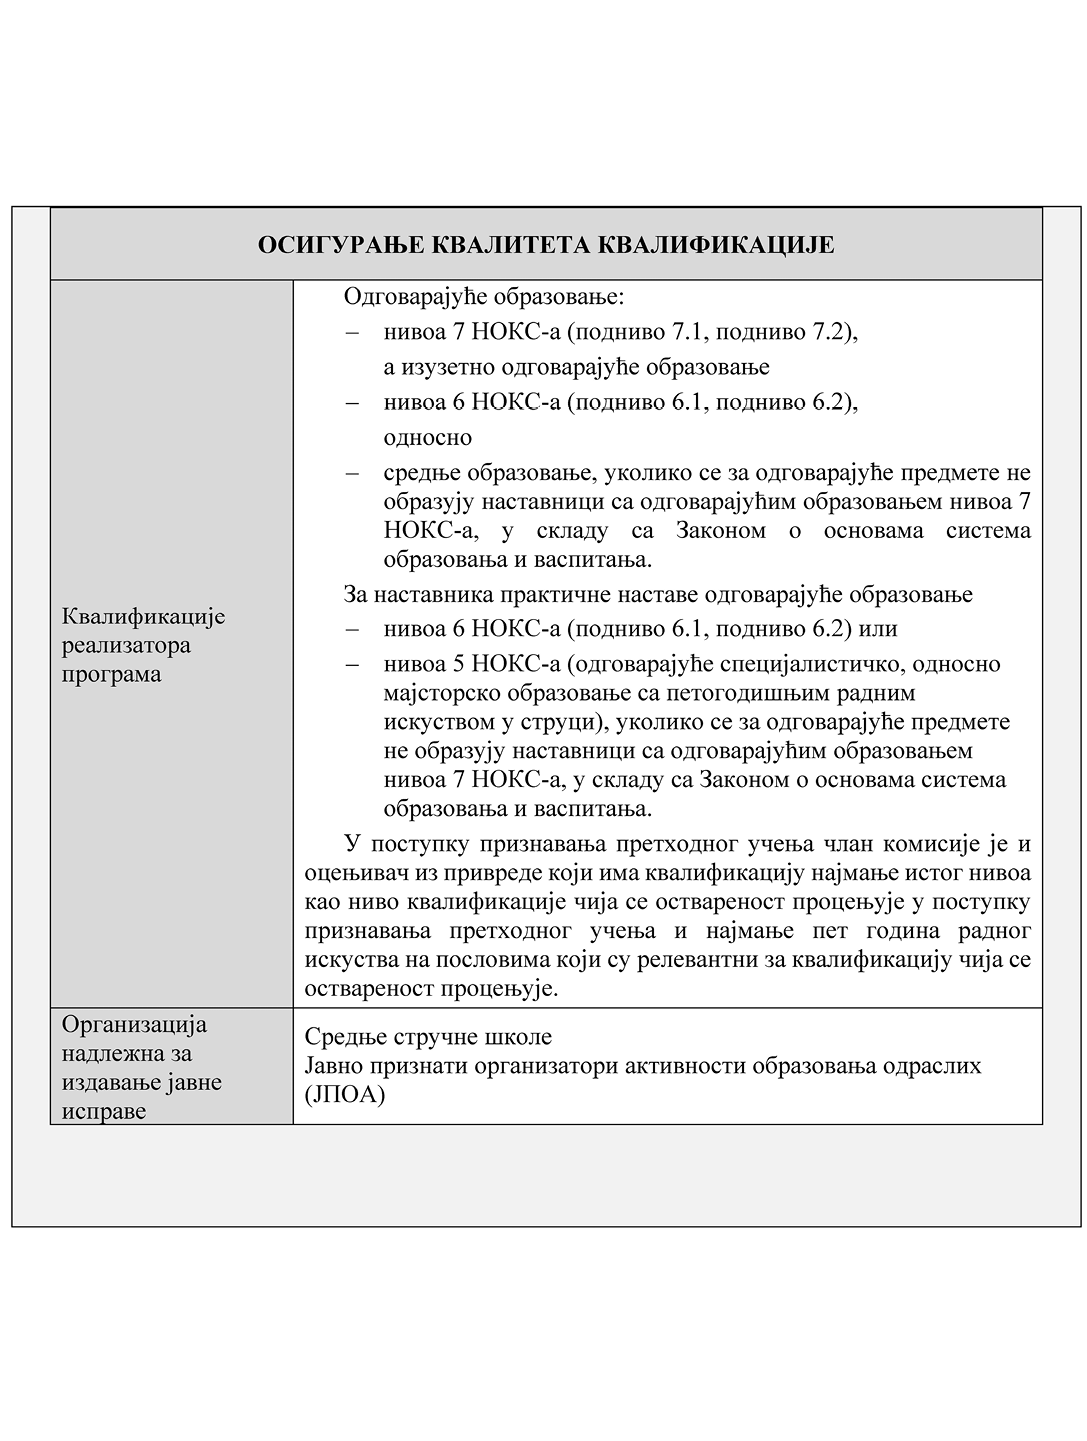 ОСИГУРАЊЕ КВАЛИТЕТА КВАЛИФИКАЦИЈЕ
Квалификације
реализатора
програма
Одговарајуће образовање:
– нивоа 7 НОКС-а (подниво 7.1, подниво 7.2),
а изузетно одговарајуће образовање
– нивоа 6 НОКС-а (подниво 6.1, подниво 6.2),
односно
– средње образовање, уколико се за одговарајуће предмете не
образују наставници са одговарајућим образовањем нивоа 7
НОКС-а, у складу са Законом о основама система
образовања и васпитања.
За наставника практичне наставе одговарајуће образовање
– нивоа 6 НОКС-а (подниво 6.1, подниво 6.2) или
– нивоа 5 НОКС-а (одговарајуће специјалистичко, односно
мајсторско образовање са петогодишњим радним
искуством у струци), уколико се за одговарајуће предмете
не образују наставници са одговарајућим образовањем
нивоа 7 НОКС-а, у складу са Законом о основама система
образовања и васпитања.
У поступку признавања претходног учења члан комисије је и
оцењивач из привреде који има квалификацију најмање истог нивоа
као ниво квалификације чија се оствареност процењује у поступку
признавања претходног учења и најмање пет година радног
искуства на пословима који су релевантни за квалификацију чија се
оствареност процењује.
Организација
надлежна за
издавање јавне
исправе
Средње стручне школе
Јавно признати организатори активности образовања одраслих
(ЈПОА)